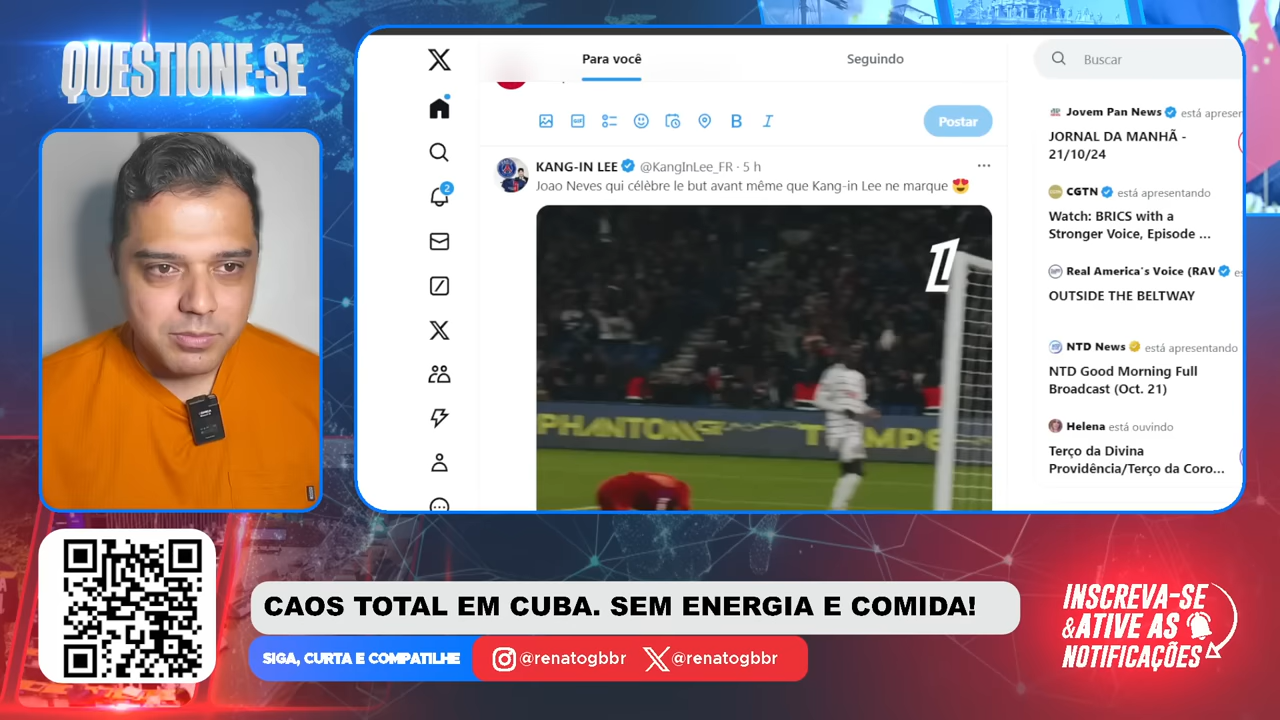 QUESTIONE-SE
Para você
Seguindo
Buscar
Postar
GIF
B
I
2
KANG-IN LEE @KangInLee_FR · 5 h
Joao Neves qui célèbre le but avant même que Kang-in Lee ne marque 😍
PHANTOM
TEMPE
Jovem Pan News está apresen
JORNAL DA MANHÃ -
21/10/24
CGTN está apresentando
Watch: BRICS with a
Stronger Voice, Episode ...
Real America's Voice (RAV es
OUTSIDE THE BELTWAY
NTD News está apresentando
NTD Good Morning Full
Broadcast (Oct. 21)
Helena está ouvindo
Terço da Divina
Providência/Terço da Coro...
CAOS TOTAL EM CUBA. SEM ENERGIA E COMIDA!
SIGA, CURTA E COMPATILHE
@renatogbbr
@renatogbbr
INSCREVA-SE
&ATIVE AS
NOTIFICAÇÕES